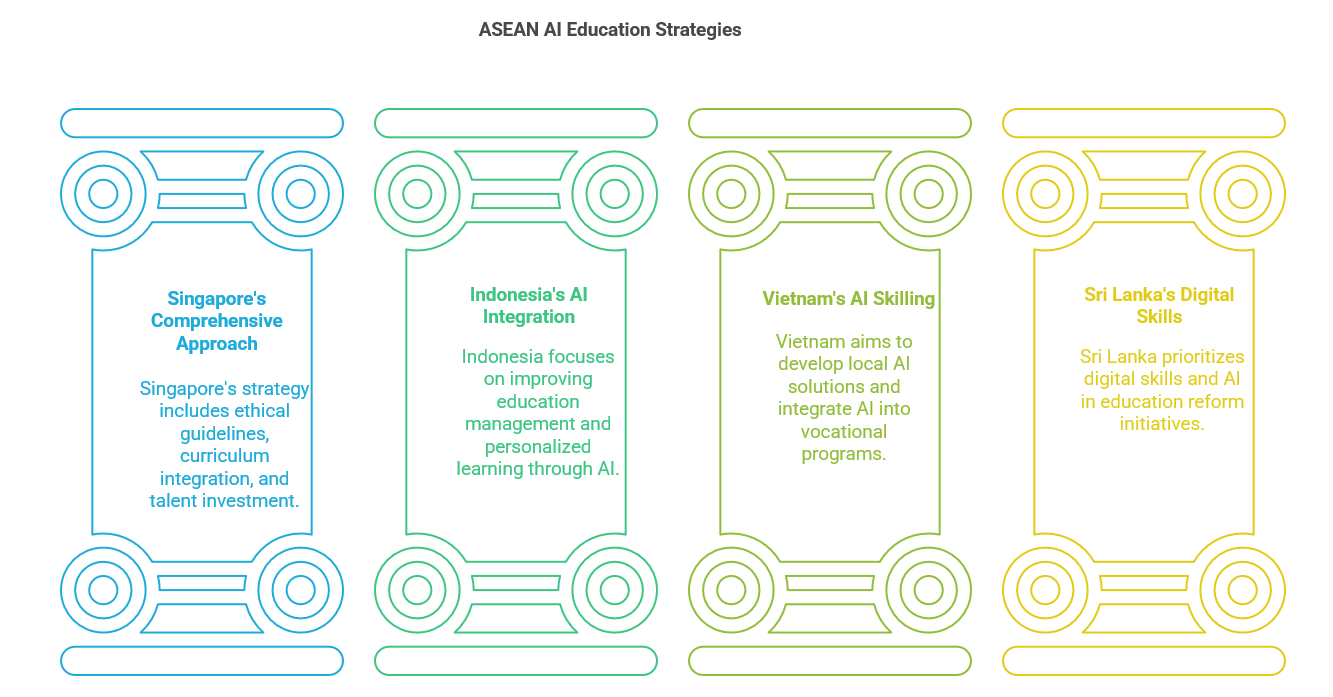 ASEAN AI Education Strategies
Singapore's
Comprehensive
Approach
Singapore's strategy
includes ethical
guidelines,
curriculum
integration, and
talent investment.
Indonesia's AI
Integration
Indonesia focuses
on improving
education
management and
personalized
learning through AI.
Vietnam's AI Skilling
Vietnam aims to
develop local AI
solutions and
integrate AI into
vocational
programs.
Sri Lanka's Digital
Skills
Sri Lanka prioritizes
digital skills and AI
in education reform
initiatives.